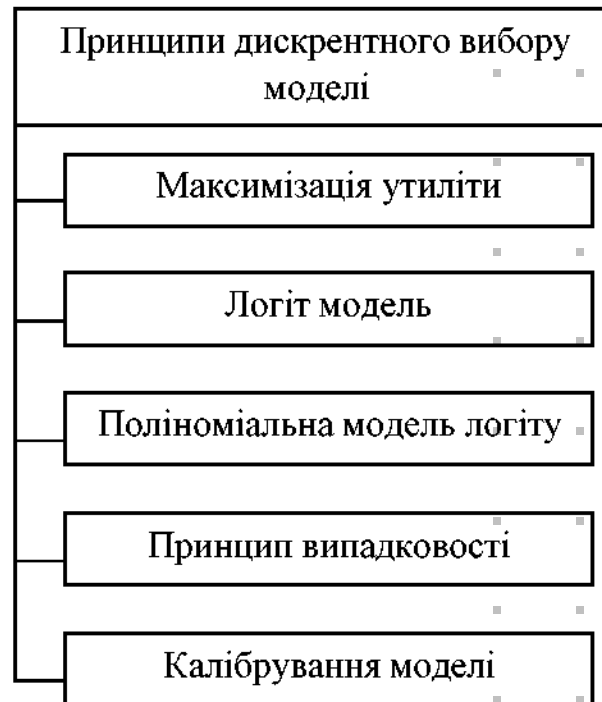 Принципи дискрентного вибору
моделі
Максимізація утиліти
Логіт модель
Поліноміальна модель логіту
Принцип випадковості
Калібрування моделі